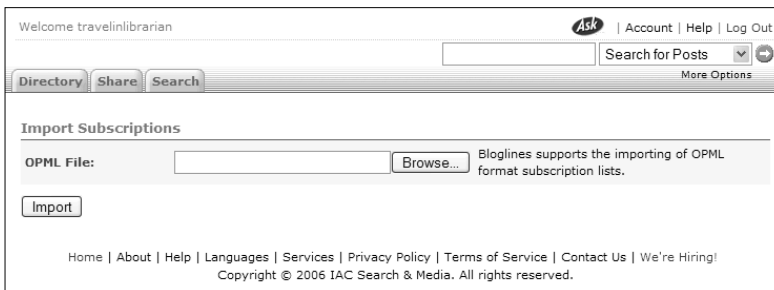 Welcome travelinlibrarian
Ask | Account | Help | Log Out
Search for Posts
More Options
Directory Share Search
Import Subscriptions
OPML File: Browse... Bloglines supports the importing of OPML
format subscription lists.
Import
Home | About | Help | Languages | Services | Privacy Policy | Terms of Service | Contact Us | We're Hiring!
Copyright © 2006 IAC Search & Media. All rights reserved.